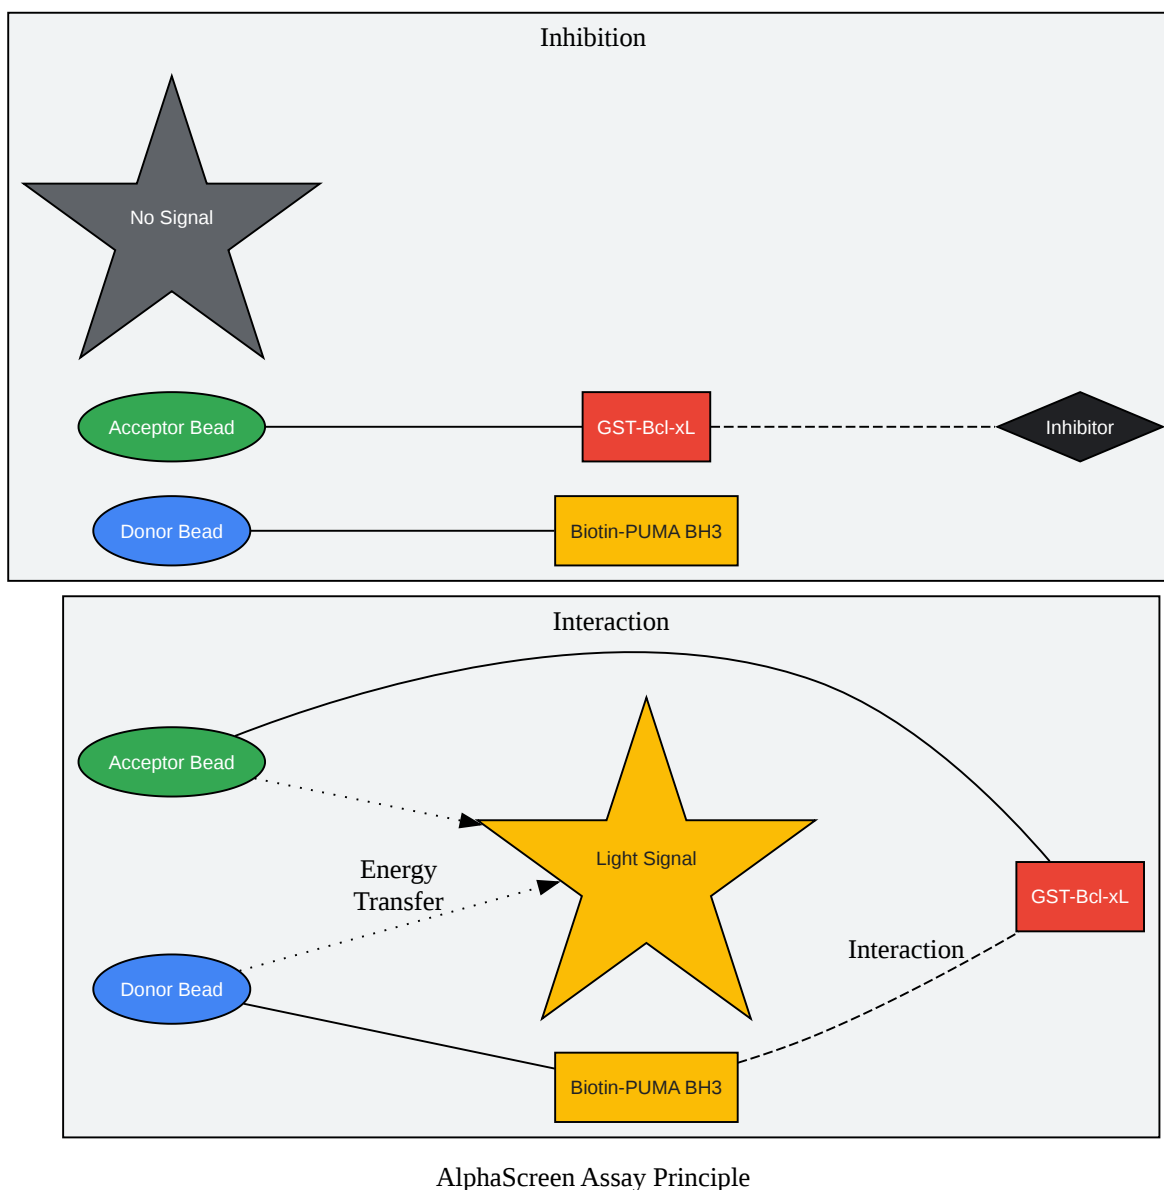 Inhibition
No Signal
Acceptor Bead
GST-Bcl-xL
Inhibitor
Donor Bead
Biotin-PUMA BH3
Interaction
Acceptor Bead
Light Signal
Energy
Transfer
GST-Bcl-xL
Interaction
Donor Bead
Biotin-PUMA BH3
AlphaScreen Assay Principle